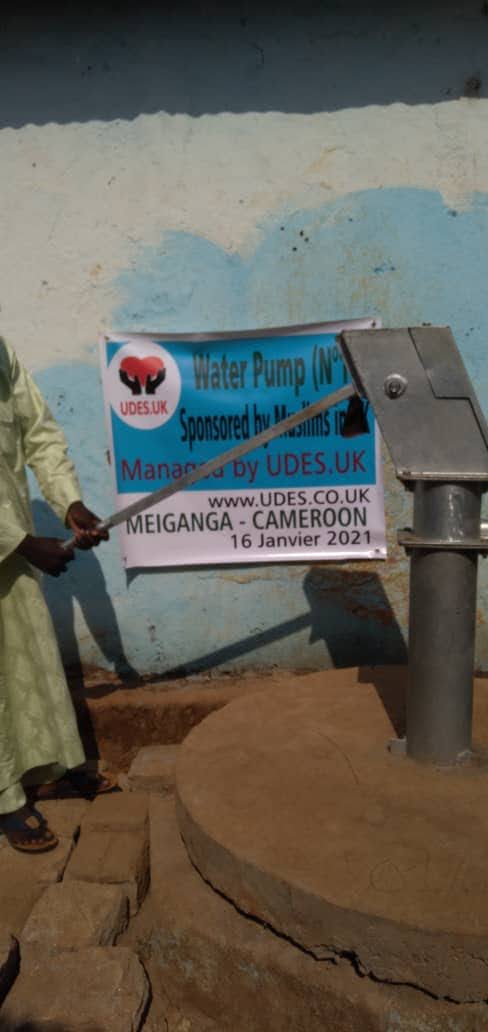 UDES.UK
Water Pump (N°
Sponsored by Muslims in
Managed by UDES.UK
www.UDES.CO.UK
MEIGANGA - CAMEROON
16 Janvier 2021